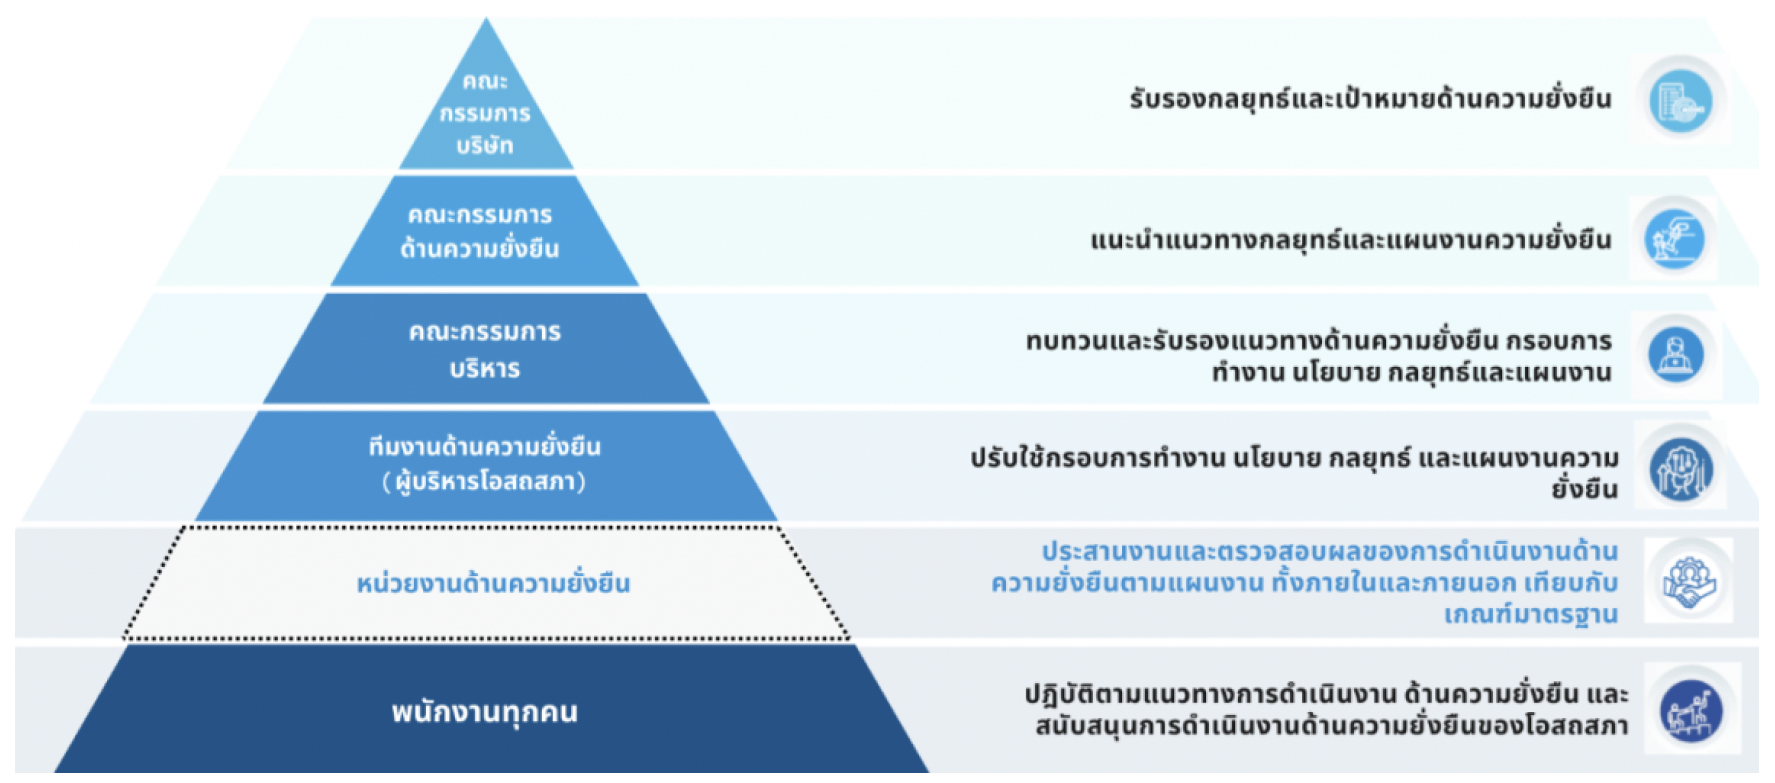 คณะ
กรรมการ
บริษัท
รับรองกลยุทธ์และเป้าหมายด้านความยั่งยืน
คณะกรรมการ
ด้านความยั่งยืน
แนะนำแนวทางกลยุทธ์และแผนงานความยั่งยืน
คณะกรรมการ
บริหาร
ทบทวนและรับรองแนวทางด้านความยั่งยืน กรอบการ
ทำงาน นโยบาย กลยุทธ์และแผนงาน
ทีมงานด้านความยั่งยืน
(ผู้บริหารโอสถสภา)
ปรับใช้กรอบการทำงาน นโยบาย กลยุทธ์ และแผนงานความ
ยั่งยืน
หน่วยงานด้านความยั่งยืน
ประสานงานและตรวจสอบผลของการดำเนินงานด้าน
ความยั่งยืนตามแผนงาน ทั้งภายในและภายนอก เทียบกับ
เกณฑ์มาตรฐาน
พนักงานทุกคน
ปฏิบัติตามแนวทางการดำเนินงาน ด้านความยั่งยืน และ
สนับสนุนการดำเนินงานด้านความยั่งยืนของโอสถสภา